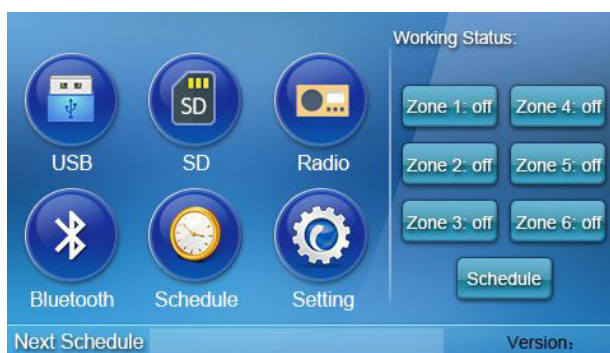 Working Status:
SD
USB
SD
Radio
Bluetooth
Schedule
Setting
Zone 1: off
Zone 4: off
Zone 2: off
Zone 5: off
Zone 3: off
Zone 6: off
Schedule
Next Schedule
Version：